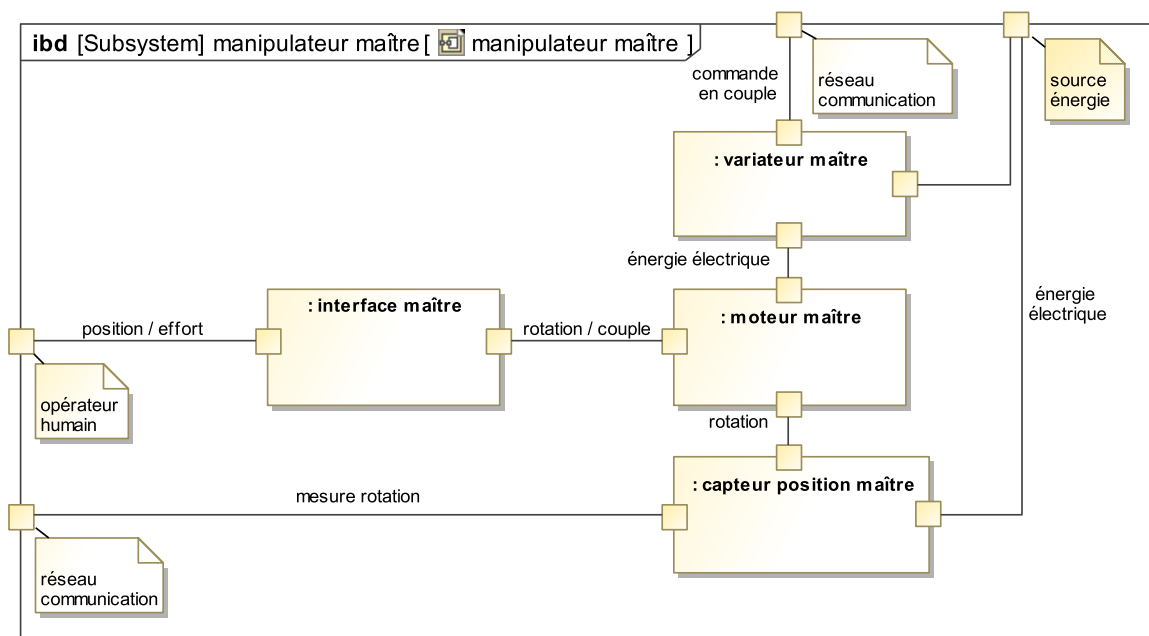 ibd [Subsystem] manipulateur maître [ manipulateur maître ]
commande
en couple
réseau
communication
source
énergie
: variateur maître
énergie électrique
: interface maître
: moteur maître
énergie
électrique
position / effort
rotation / couple
opérateur
humain
rotation
: capteur position maître
mesure rotation
réseau
communication